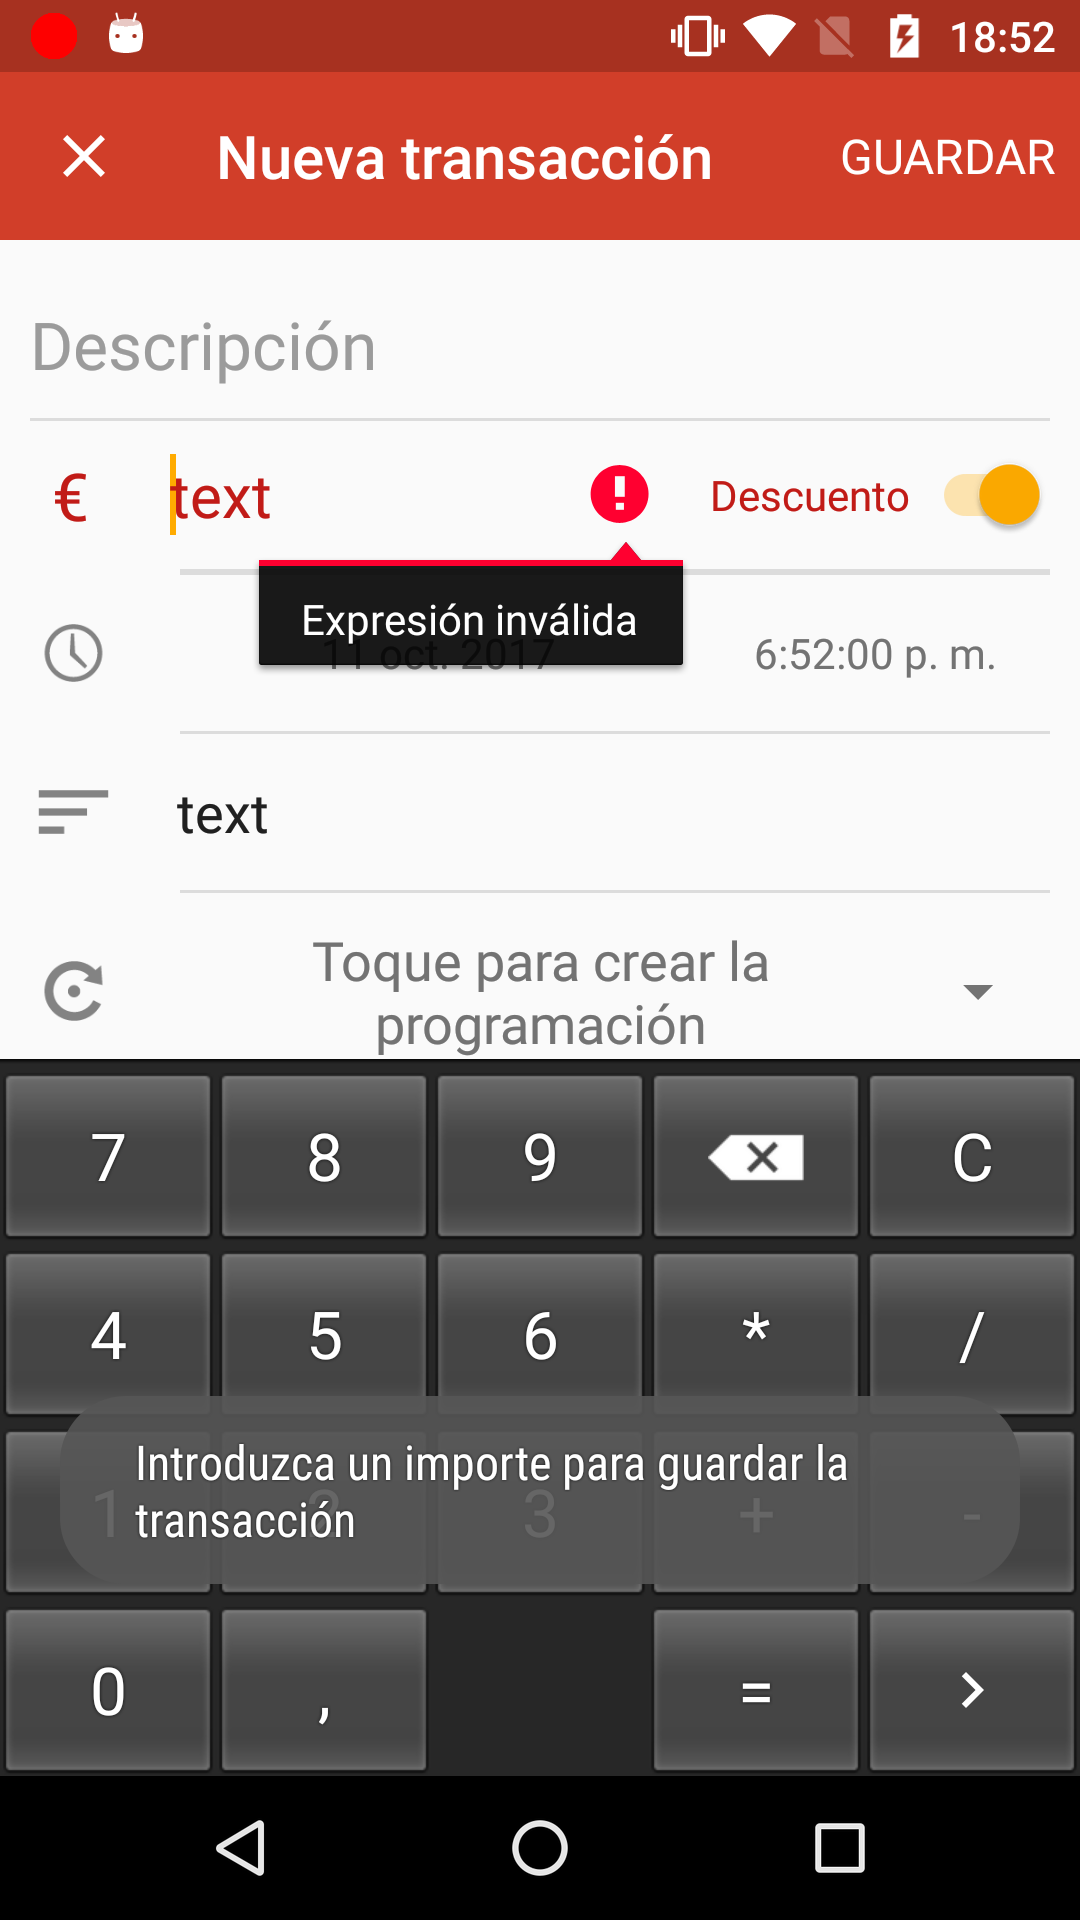 18:52
Nueva transacción
GUARDAR
Descripción
€ text
Descuento
Expresión inválida
11 oct. 2017
6:52:00 p. m.
text
Toque para crear la
programación
7 8 9 C
4 5 6 * /
1 2 3 + -
Introduzca un importe para guardar la
transacción
0 , = >